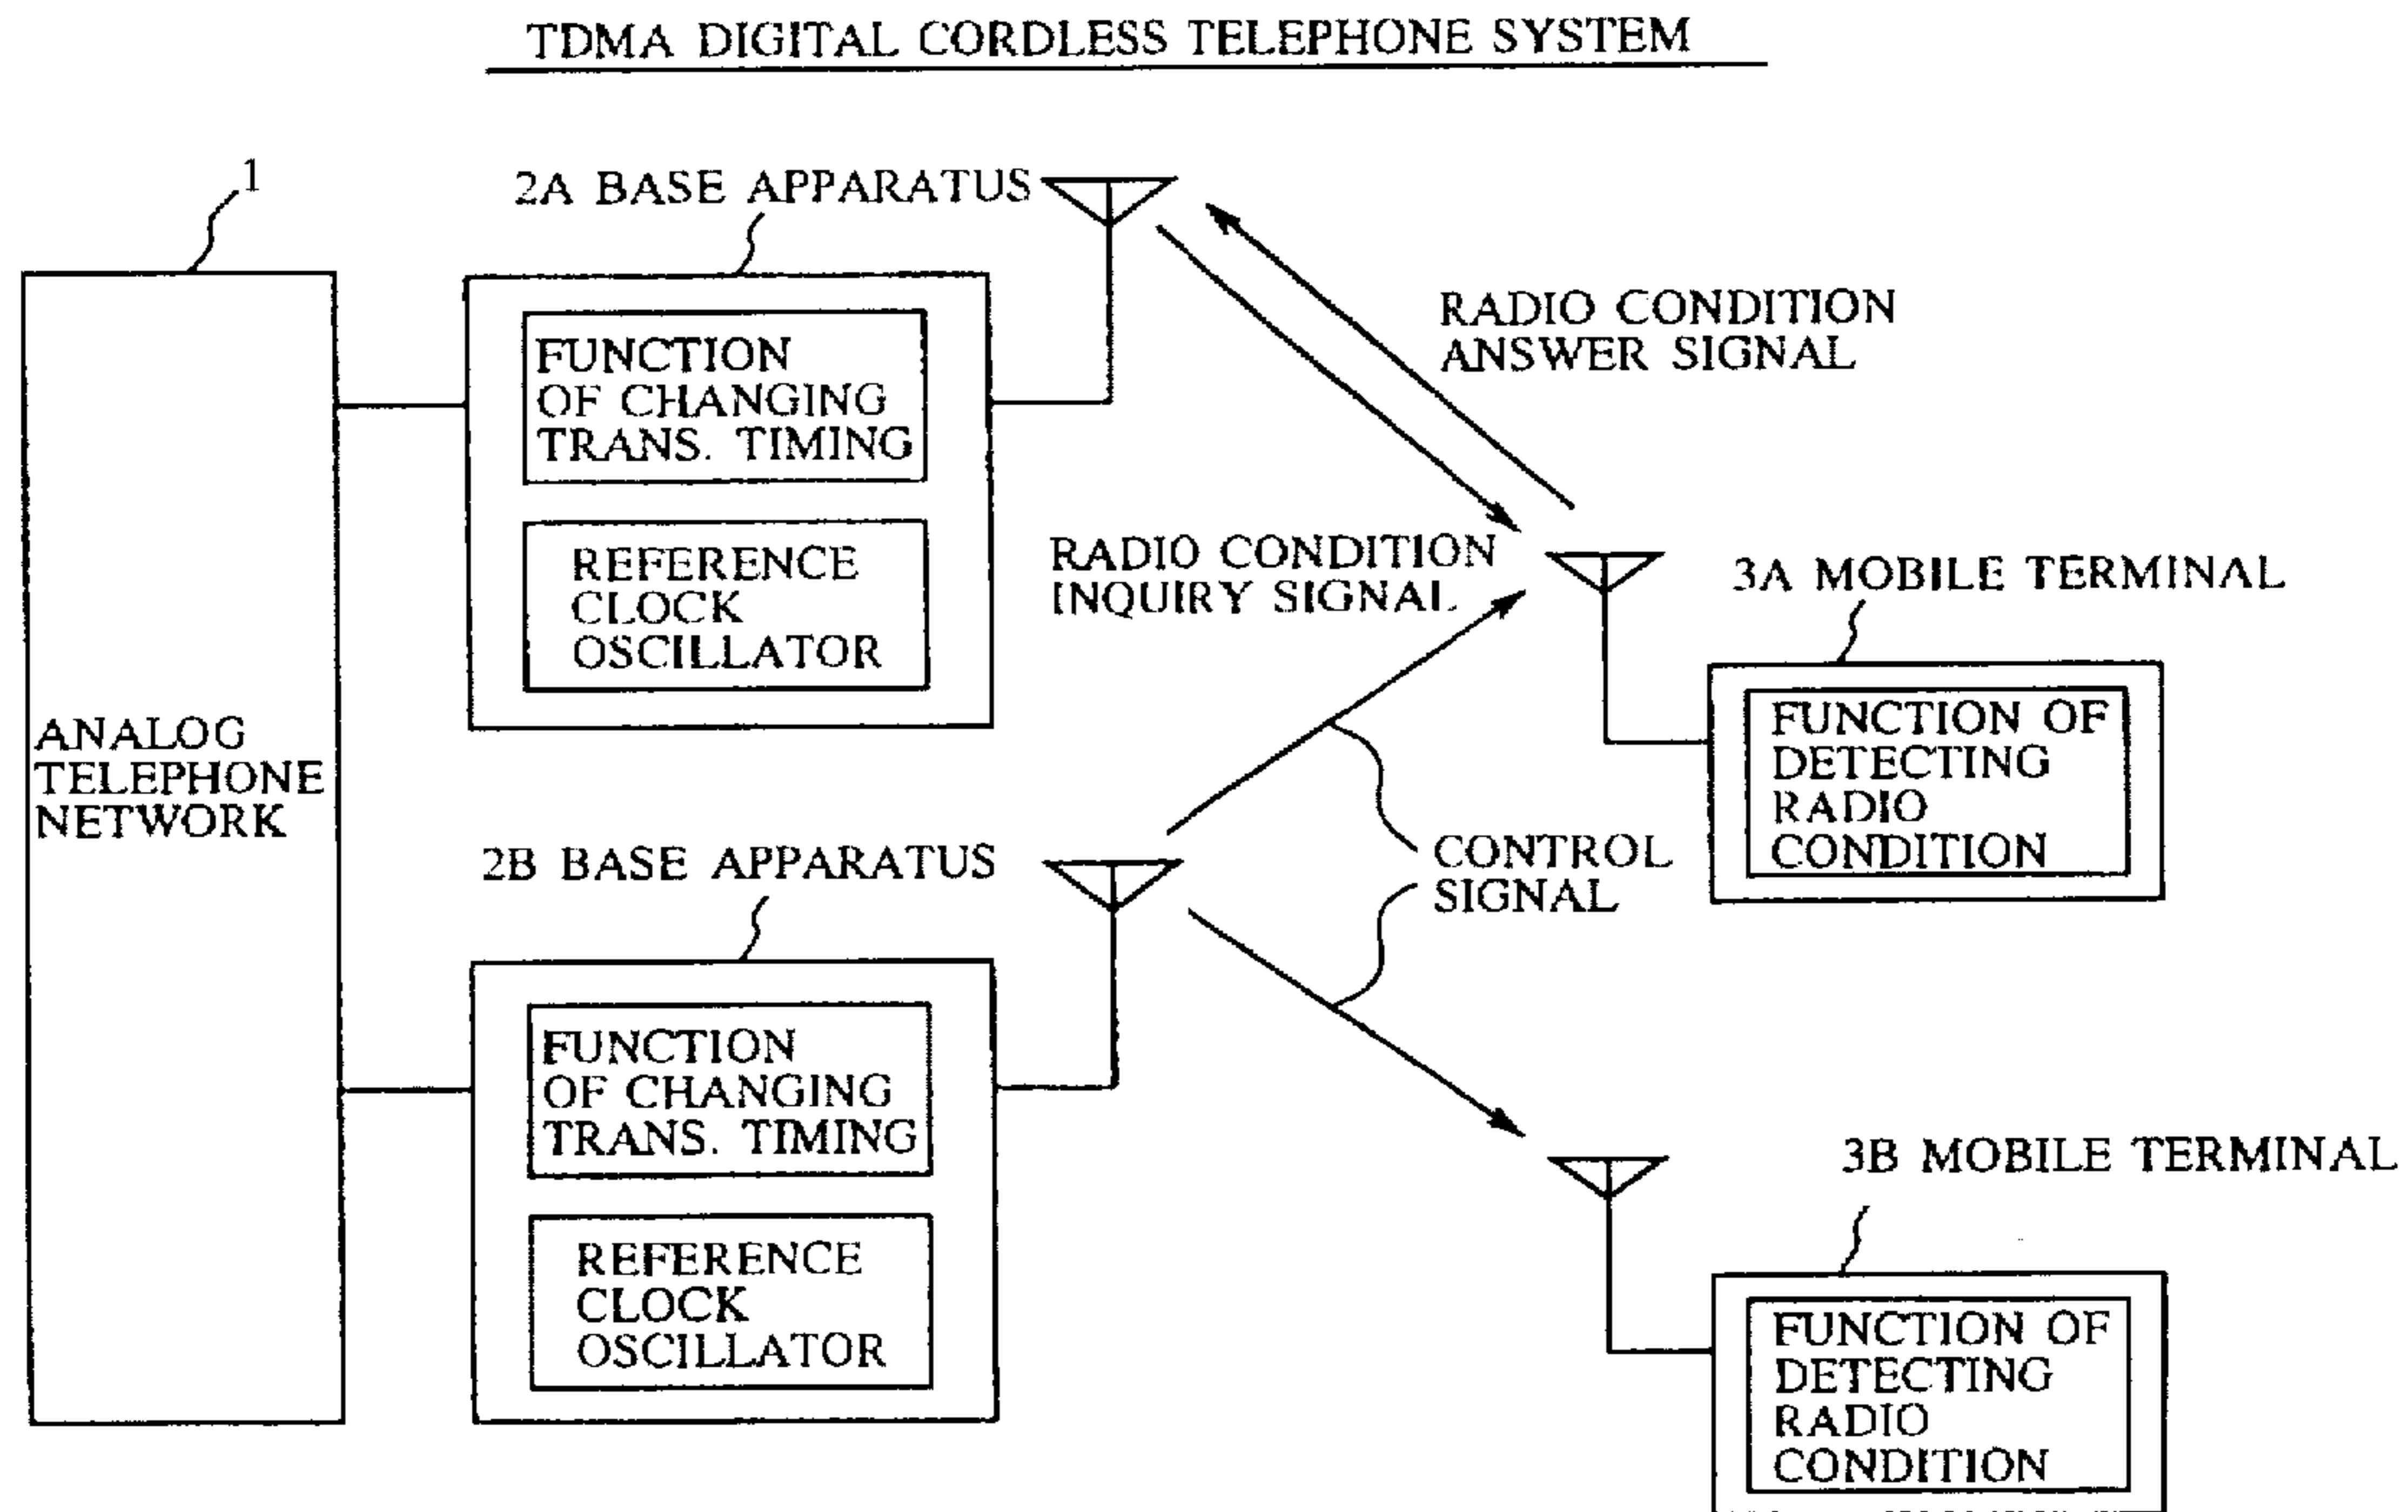 TDMA DIGITAL CORDLESS TELEPHONE SYSTEM
1
2A BASE APPARATUS
FUNCTION
OF CHANGING
TRANS. TIMING
REFERENCE
CLOCK
OSCILLATOR
RADIO CONDITION
ANSWER SIGNAL
RADIO CONDITION
INQUIRY SIGNAL
3A MOBILE TERMINAL
FUNCTION OF
DETECTING
RADIO
CONDITION
ANALOG
TELEPHONE
NETWORK
CONTROL
SIGNAL
2B BASE APPARATUS
FUNCTION
OF CHANGING
TRANS. TIMING
REFERENCE
CLOCK
OSCILLATOR
3B MOBILE TERMINAL
FUNCTION OF
DETECTING
RADIO
CONDITION